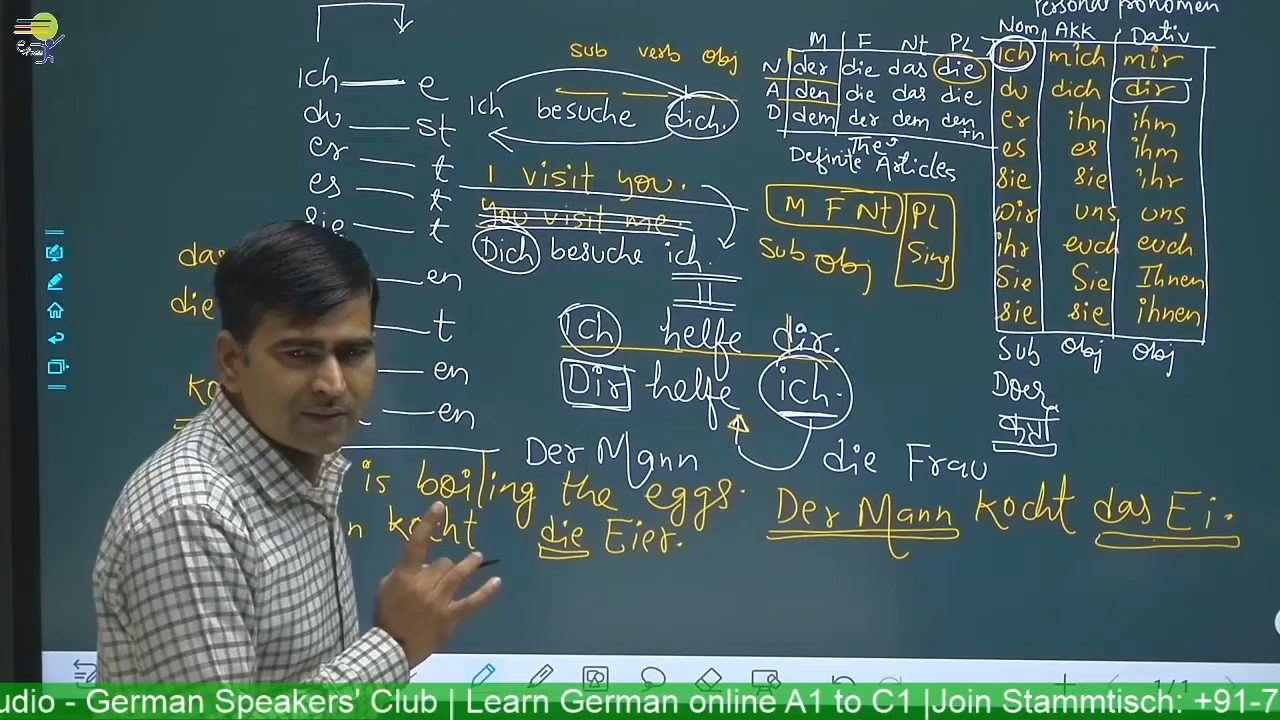 Personal pronomen
Nom Akk Dativ
ich mich mir
du dich dir
er ihn ihm
es es ihm
sie sie ihr
wir uns uns
ihr euch euch
Sie Sie Ihnen
sie sie ihnen
Sub Obj Obj
Doer
कर्ता
M F Nt PL
N der die das die
A den die das die
D dem der dem den
+n
The
Definite Articles
M F Nt PL
Sub Obj Sing
ich e
du st
er t
es t
sie t
en
t
en
en
das
die
sub verb obj
Ich besuche dich.
I visit you.
you visit me.
Dich besuche ich.
Ich helfe dir.
Dir helfe ich.
Der Mann die Frau
is boiling the eggs. Der Mann kocht das Ei.
n kocht die Eier.
1/1
udio - German Speakers' Club | Learn German online A1 to C1 |Join Stammtisch: +91-7